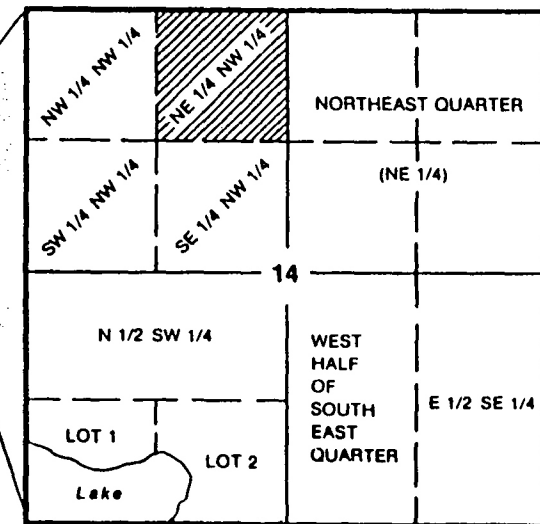 NW 1/4 NW 1/4
NE 1/4 NW 1/4
NORTHEAST QUARTER
(NE 1/4)
SW 1/4 NW 1/4
SE 1/4 NW 1/4
14
N 1/2 SW 1/4
WEST
HALF
OF
SOUTH
EAST
QUARTER
E 1/2 SE 1/4
LOT 1
LOT 2
Lake